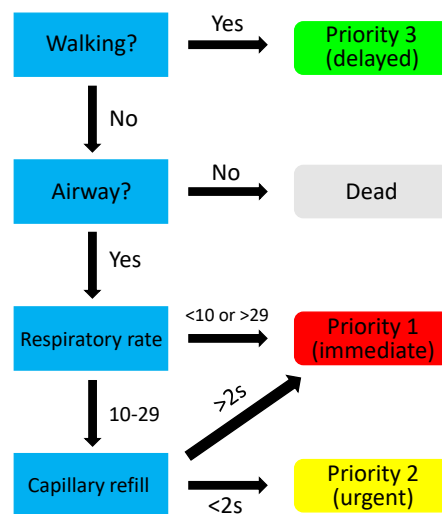 Walking?
Yes
Priority 3
(delayed)
No
Airway?
No
Dead
Yes
Respiratory rate
<10 or >29
Priority 1
(immediate)
10-29
>2s
Capillary refill
<2s
Priority 2
(urgent)